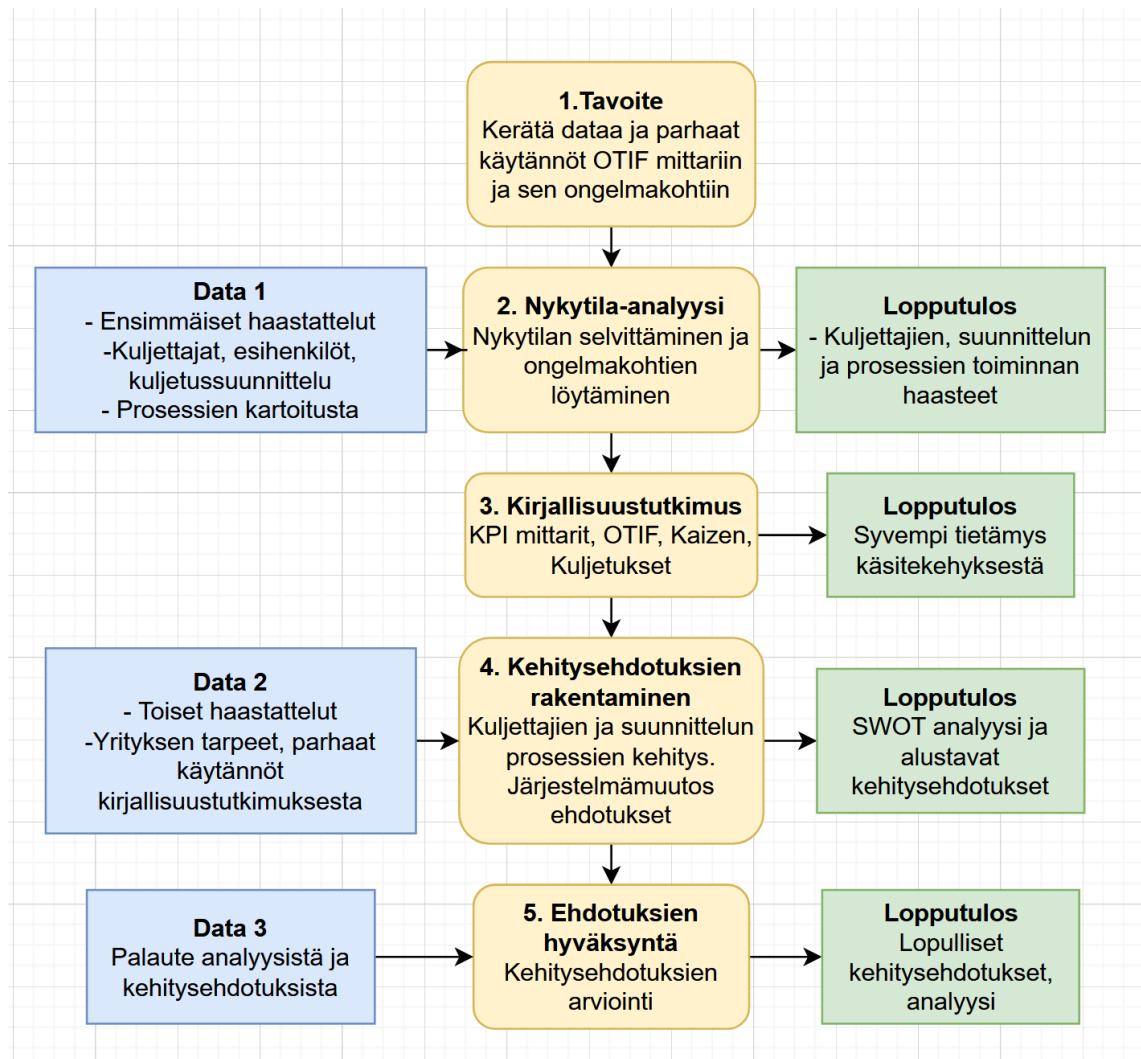 1.Tavoite
Kerätä dataa ja parhaat
käytännöt OTIF mittariin
ja sen ongelmakohtiin
Data 1
- Ensimmäiset haastattelut
-Kuljettajat, esihenkilöt,
kuljetussuunnittelu
- Prosessien kartoitusta
2. Nykytila-analyysi
Nykytilan selvittäminen ja
ongelmakohtien
löytäminen
Lopputulos
- Kuljettajien, suunnittelun
ja prosessien toiminnan
haasteet
3. Kirjallisuustutkimus
KPI mittarit, OTIF, Kaizen,
Kuljetukset
Lopputulos
Syvempi tietämys
käsitekehyksestä
Data 2
- Toiset haastattelut
-Yrityksen tarpeet, parhaat
käytännöt
kirjallisuustutkimuksesta
4. Kehitysehdotuksien
rakentaminen
Kuljettajien ja suunnittelun
prosessien kehitys.
Järjestelmämuutos
ehdotukset
Lopputulos
SWOT analyysi ja
alustavat
kehitysehdotukset
Data 3
Palaute analyysistä ja
kehitysehdotuksista
5. Ehdotuksien
hyväksyntä
Kehitysehdotuksien
arviointi
Lopputulos
Lopulliset
kehitysehdotukset,
analyysi